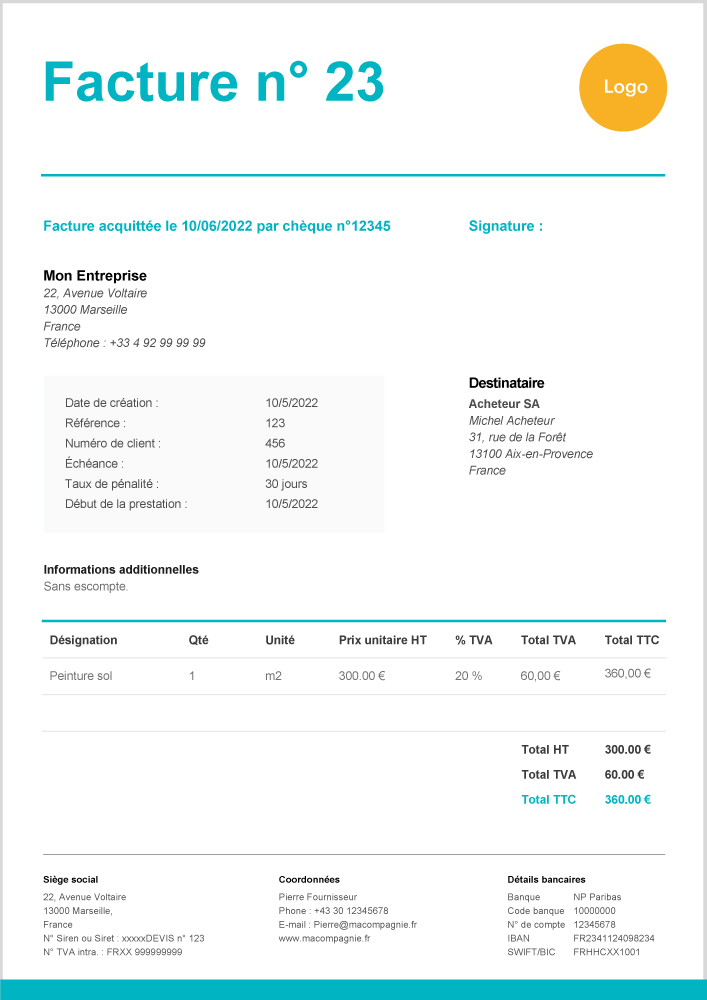 Facture n° 23
Logo
Facture acquittée le 10/06/2022 par chèque n°12345
Signature :
Mon Entreprise
22, Avenue Voltaire
13000 Marseille
France
Téléphone : +33 4 92 99 99 99
Date de création : 10/5/2022
Référence : 123
Numéro de client : 456
Échéance : 10/5/2022
Taux de pénalité : 30 jours
Début de la prestation : 10/5/2022
Destinataire
Acheteur SA
Michel Acheteur
31, rue de la Forêt
13100 Aix-en-Provence
France
Informations additionnelles
Sans escompte.
Désignation Qté Unité Prix unitaire HT % TVA Total TVA Total TTC
Peinture sol 1 m2 300.00 € 20 % 60,00 € 360,00 €
Total HT 300.00 €
Total TVA 60.00 €
Total TTC 360.00 €
Siège social
22, Avenue Voltaire
13000 Marseille,
France
N° Siren ou Siret : xxxxxDEVIS n° 123
N° TVA intra. : FRXX 999999999
Coordonnées
Pierre Fournisseur
Phone : +43 30 12345678
E-mail : Pierre@macompagnie.fr
www.macompagnie.fr
Détails bancaires
Banque NP Paribas
Code banque 10000000
N° de compte 12345678
IBAN FR2341124098234
SWIFT/BIC FRHHCXX1001